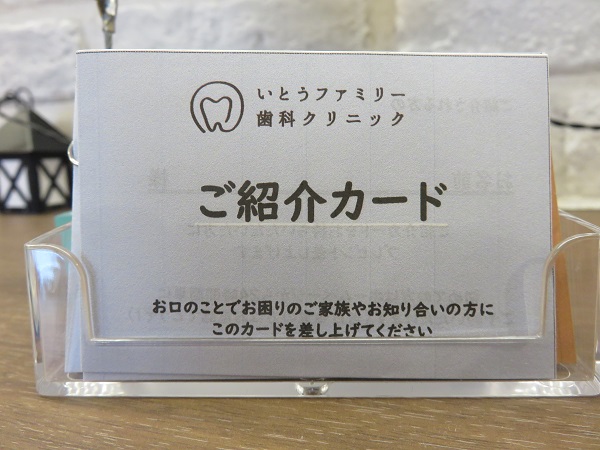 いとうファミリー
歯科クリニック
ご紹介カード
お口のことでお困りのご家族やお知り合いの方に
このカードを差し上げてください